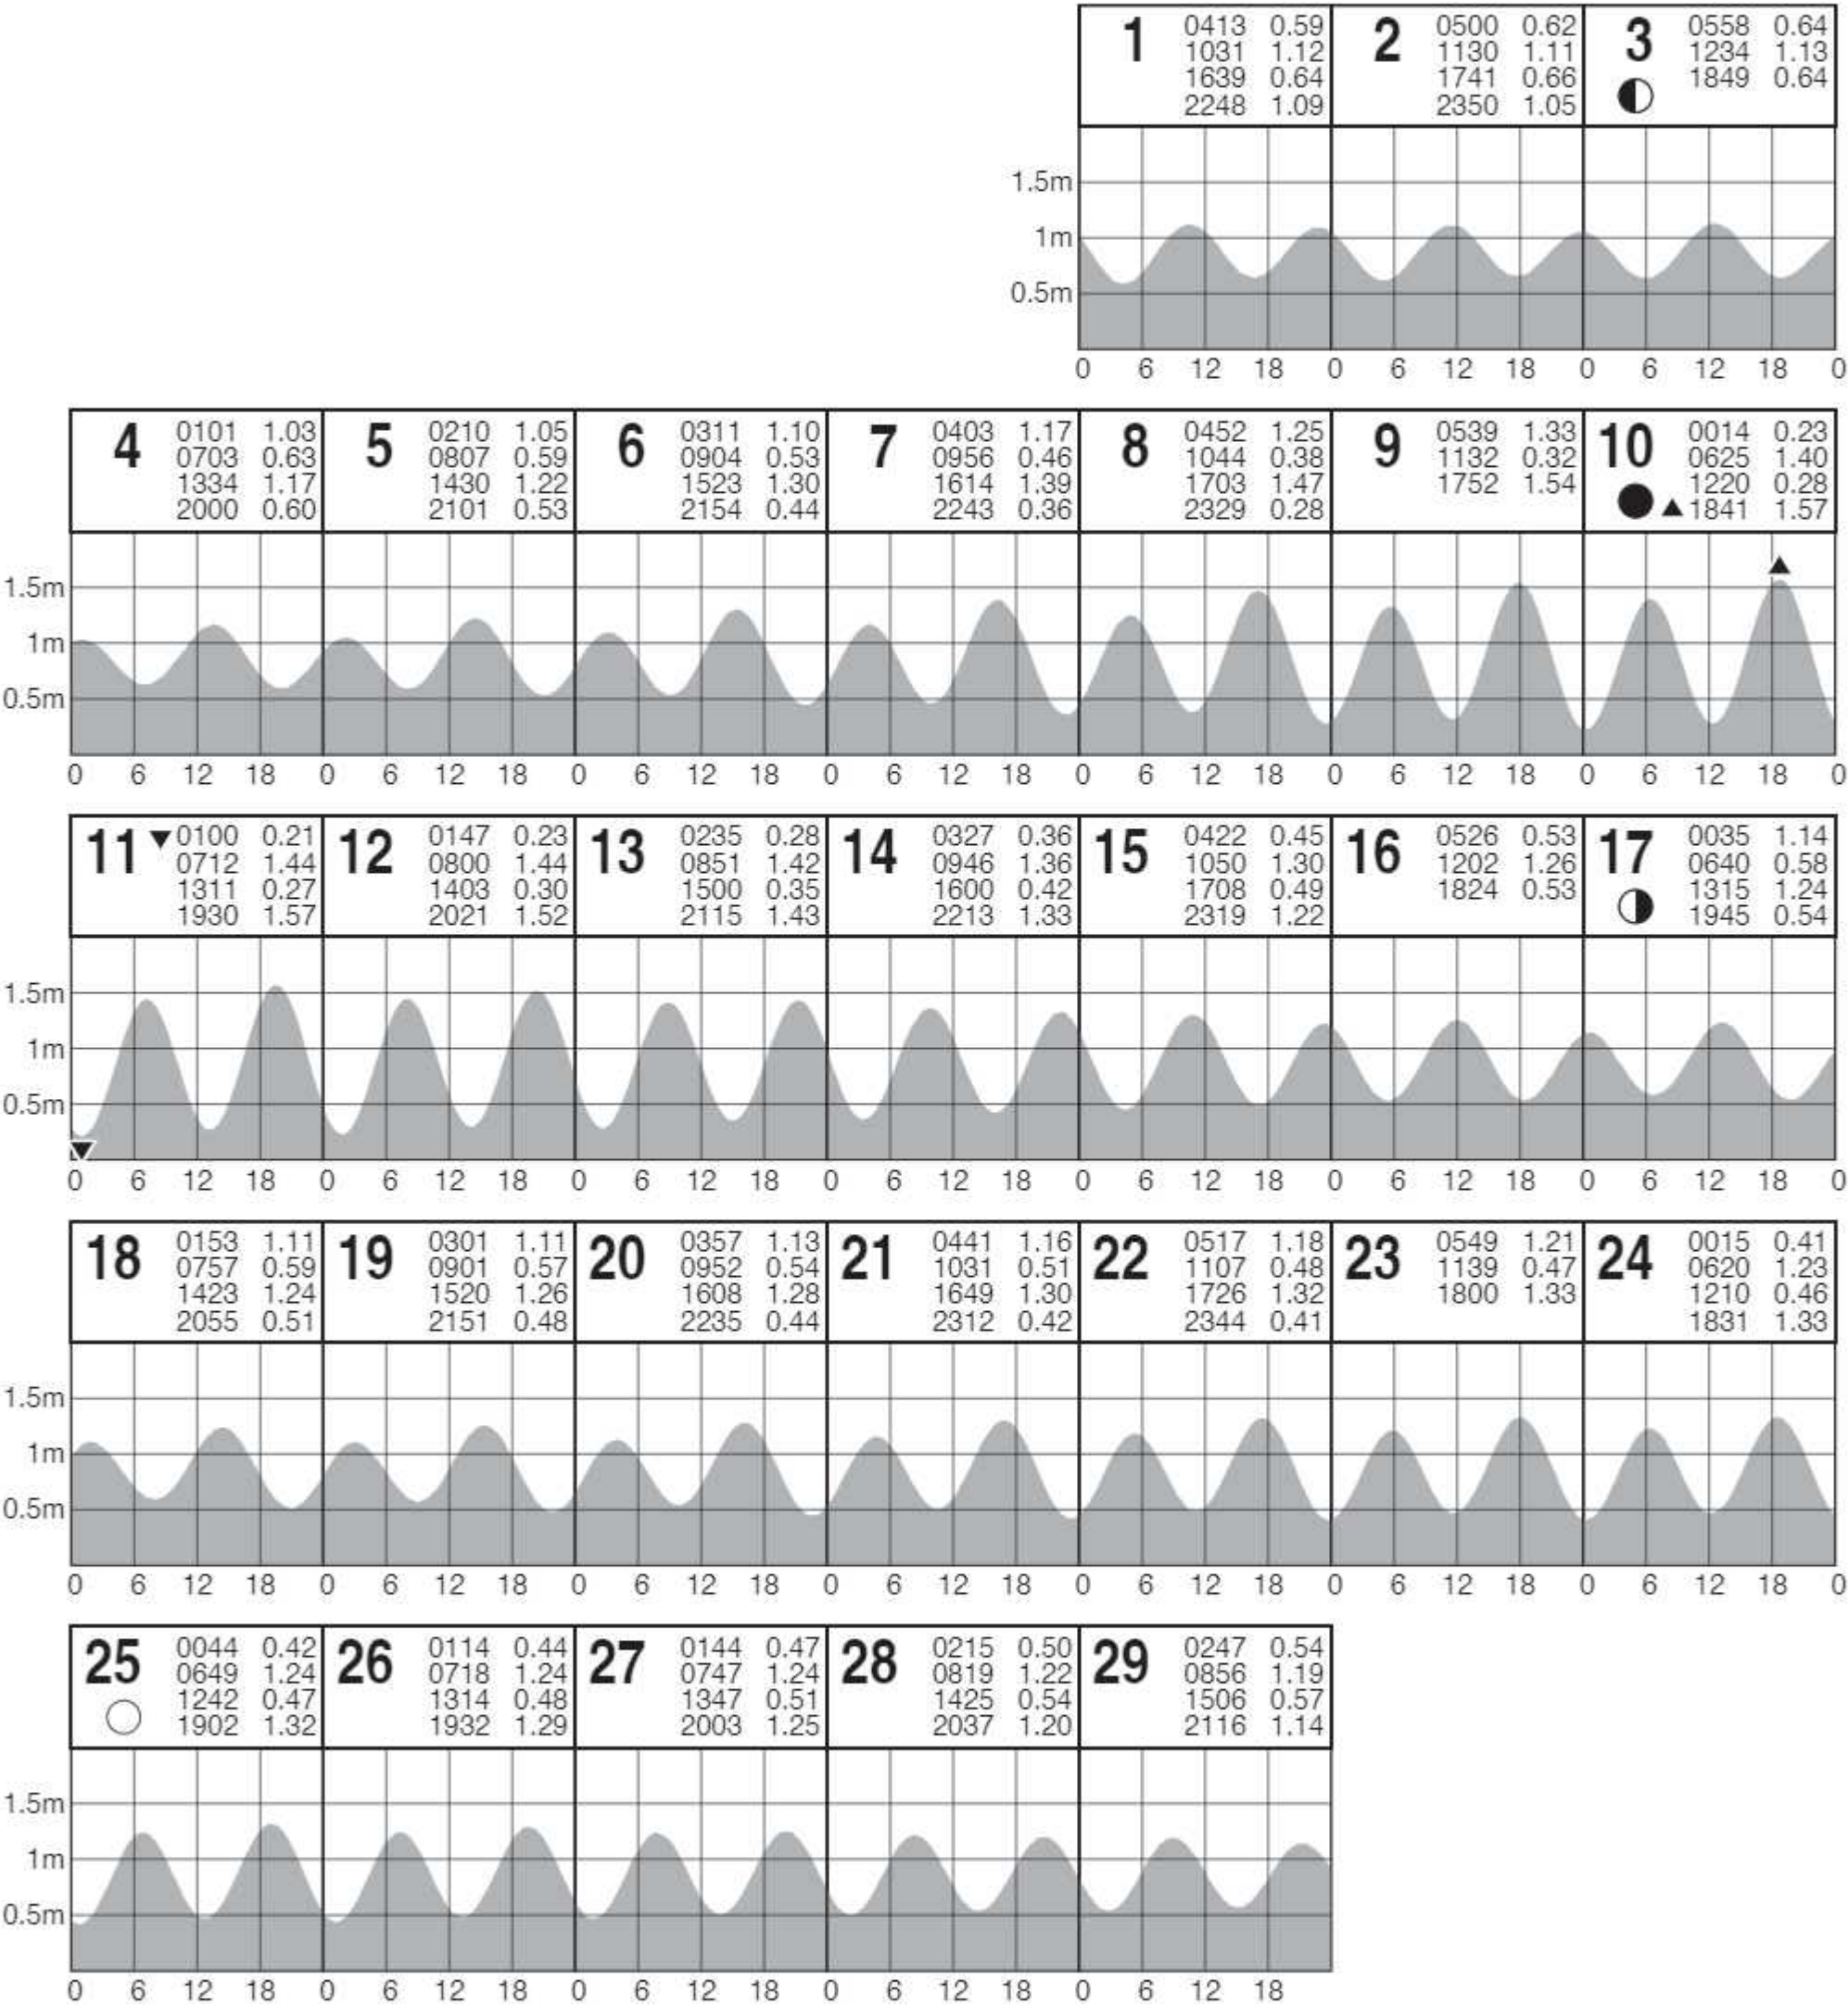 1 0413 0.59 2 0500 0.62 3 0558 0.64
1031 1.12 1130 1.11 1234 1.13
1639 0.64 1741 0.66 1849 0.64
2248 1.09 2350 1.05
1.5m
1m
0.5m
0 6 12 18 0 6 12 18 0 6 12 18 0
4 0101 1.03 5 0210 1.05 6 0311 1.10 7 0403 1.17 8 0452 1.25 9 0539 1.33 10 0014 0.23
0703 0.63 0807 0.59 0904 0.53 0956 0.46 1044 0.38 1132 0.32 0625 1.40
1334 1.17 1430 1.22 1523 1.30 1614 1.39 1703 1.47 1752 1.54 1220 0.28
2000 0.60 2101 0.53 2154 0.44 2243 0.36 2329 0.28 ▲1841 1.57
1.5m
1m
0.5m
0 6 12 18 0 6 12 18 0 6 12 18 0 6 12 18 0 6 12 18 0 6 12 18 0 6 12 18 0
11 ▼0100 0.21 12 0147 0.23 13 0235 0.28 14 0327 0.36 15 0422 0.45 16 0526 0.53 17 0035 1.14
0712 1.44 0800 1.44 0851 1.42 0946 1.36 1050 1.30 1202 1.26 0640 0.58
1311 0.27 1403 0.30 1500 0.35 1600 0.42 1708 0.49 1824 0.53 1315 1.24
1930 1.57 2021 1.52 2115 1.43 2213 1.33 2319 1.22 1945 0.54
1.5m
1m
0.5m
0 6 12 18 0 6 12 18 0 6 12 18 0 6 12 18 0 6 12 18 0 6 12 18 0 6 12 18 0
18 0153 1.11 19 0301 1.11 20 0357 1.13 21 0441 1.16 22 0517 1.18 23 0549 1.21 24 0015 0.41
0757 0.59 0901 0.57 0952 0.54 1031 0.51 1107 0.48 1139 0.47 0620 1.23
1423 1.24 1520 1.26 1608 1.28 1649 1.30 1726 1.32 1800 1.33 1210 0.46
2055 0.51 2151 0.48 2235 0.44 2312 0.42 2344 0.41 1831 1.33
1.5m
1m
0.5m
0 6 12 18 0 6 12 18 0 6 12 18 0 6 12 18 0 6 12 18 0 6 12 18 0 6 12 18 0
25 0044 0.42 26 0114 0.44 27 0144 0.47 28 0215 0.50 29 0247 0.54
0649 1.24 0718 1.24 0747 1.24 0819 1.22 0856 1.19
1242 0.47 1314 0.48 1347 0.51 1425 0.54 1506 0.57
1902 1.32 1932 1.29 2003 1.25 2037 1.20 2116 1.14
1.5m
1m
0.5m
0 6 12 18 0 6 12 18 0 6 12 18 0 6 12 18 0 6 12 18